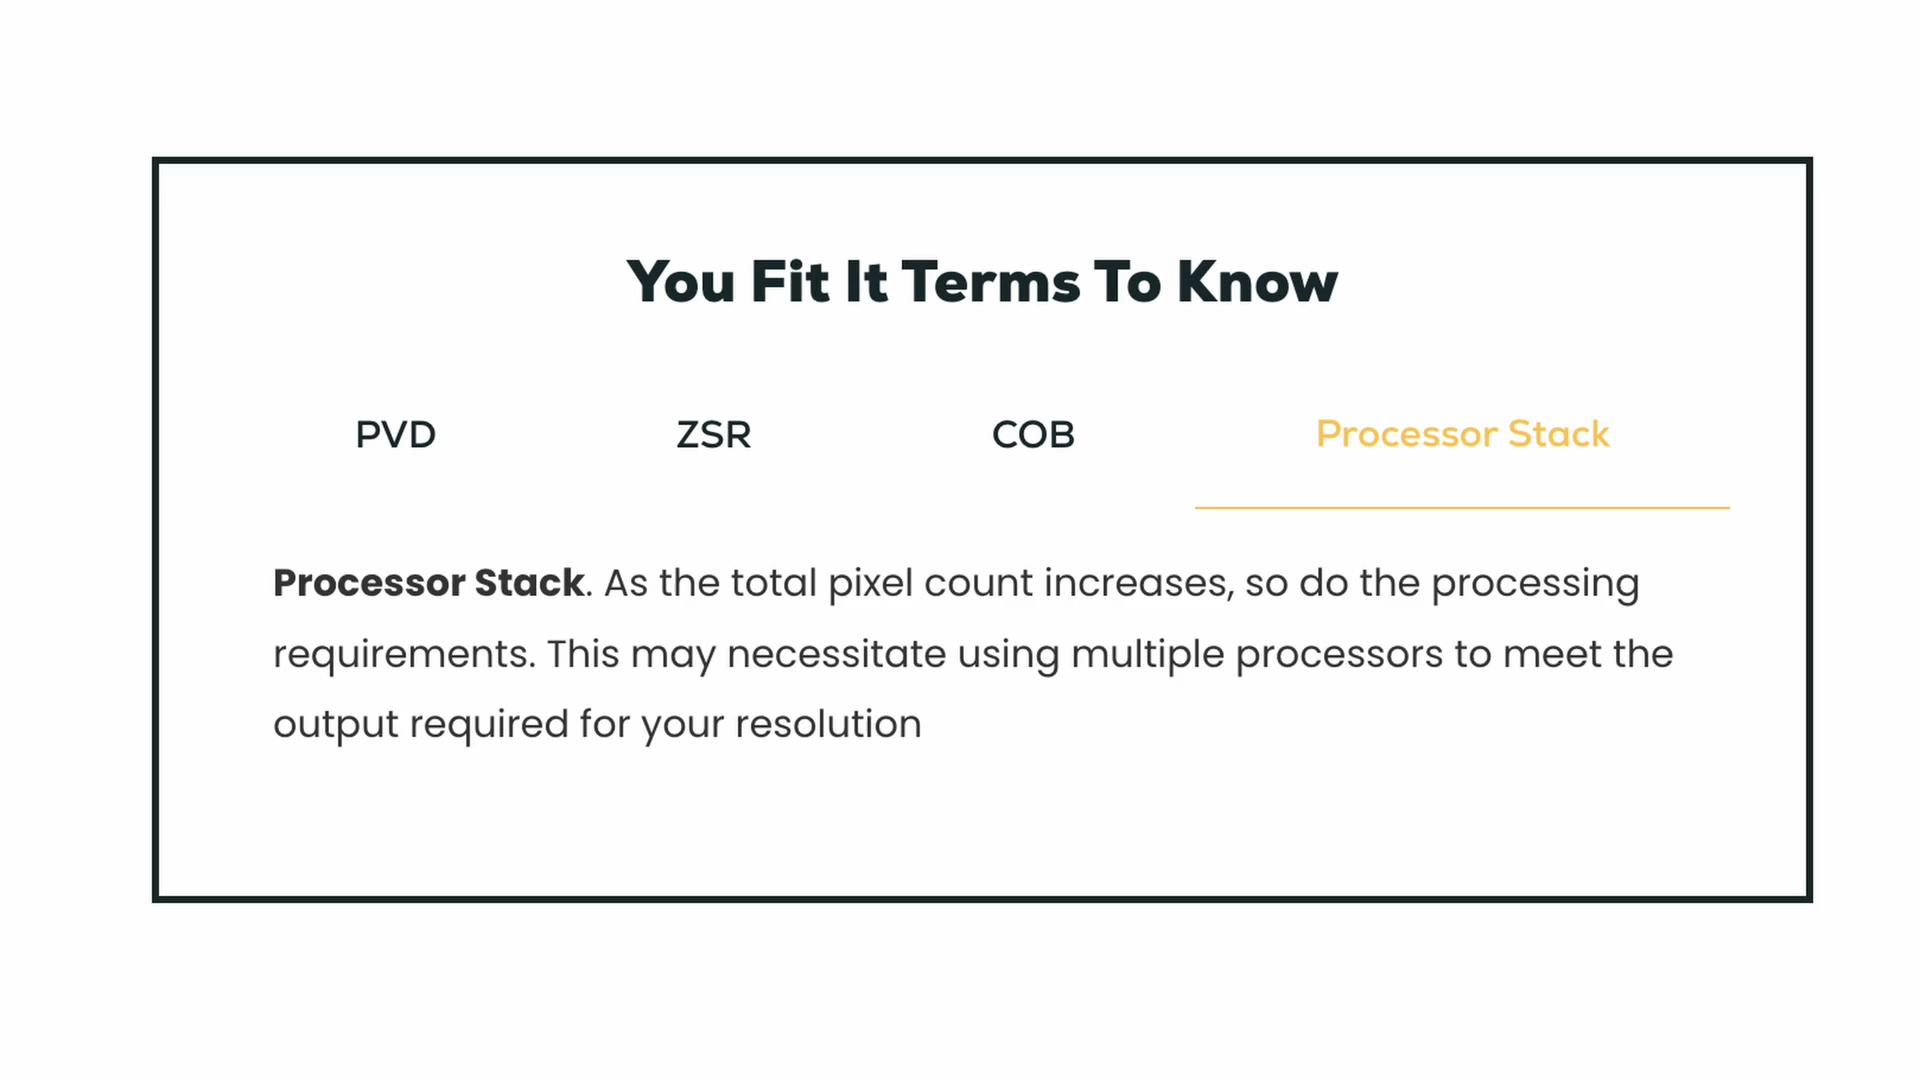 You Fit It Terms To Know
PVD ZSR COB Processor Stack
Processor Stack. As the total pixel count increases, so do the processing
requirements. This may necessitate using multiple processors to meet the
output required for your resolution